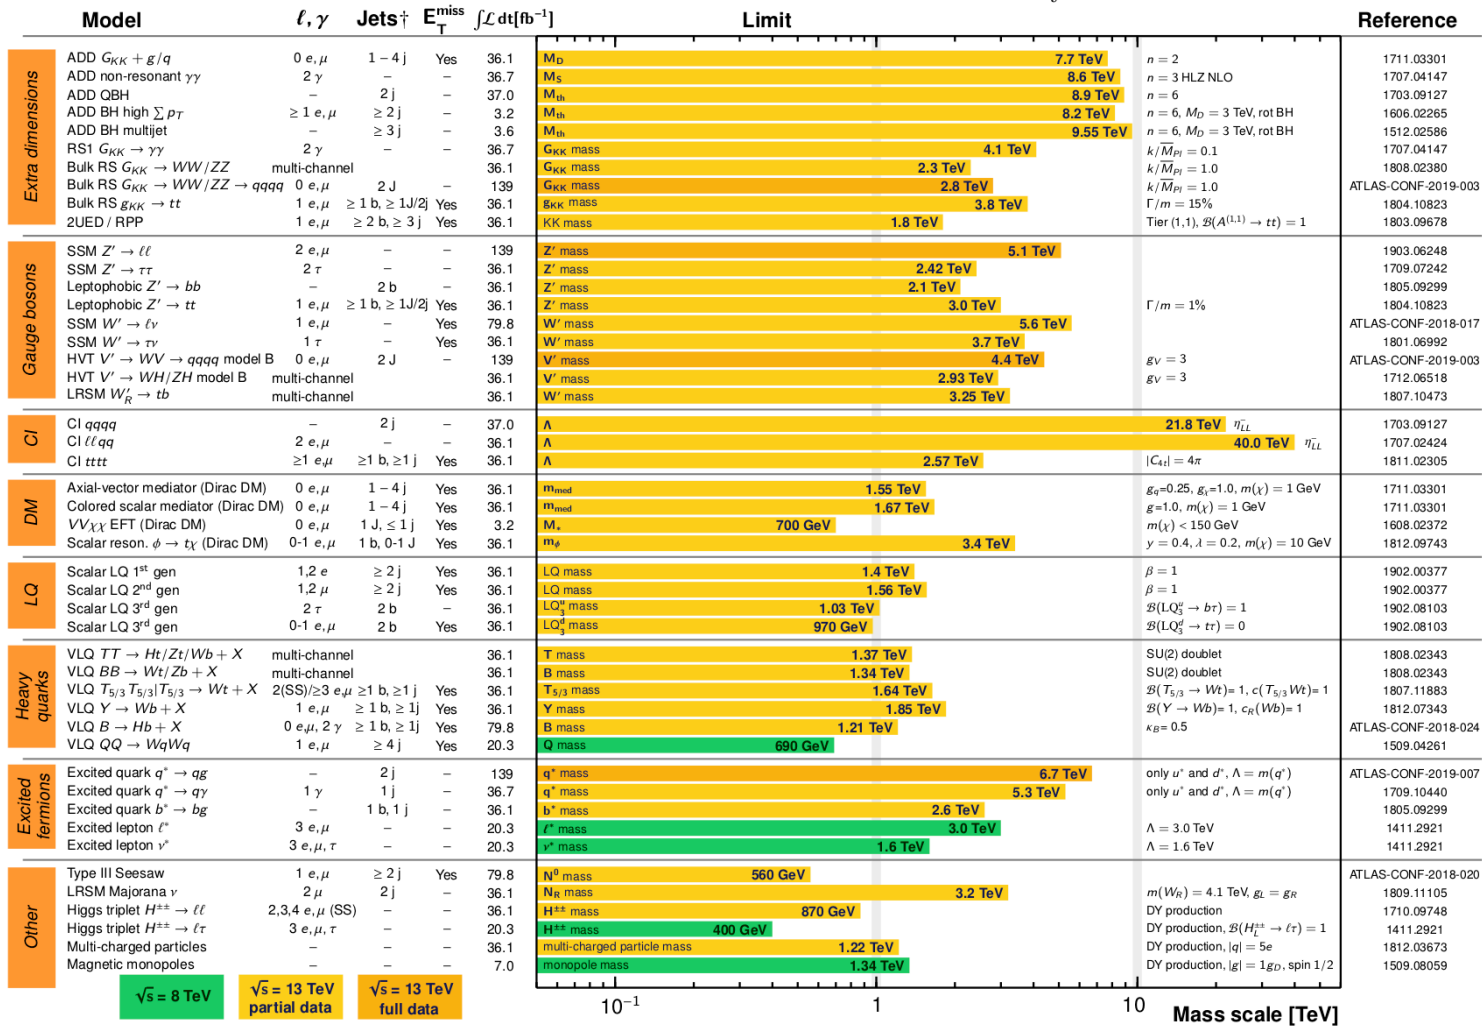 Model ℓ, γ Jets† E_T^miss ∫ℒ dt[fb⁻¹] Limit Reference
Extra dimensions
ADD G_KK + g/q 0 e, μ 1 − 4 j Yes 36.1 M_D 7.7 TeV n = 2 1711.03301
ADD non-resonant γγ 2 γ – – 36.7 M_S 8.6 TeV n = 3 HLZ NLO 1707.04147
ADD QBH – 2 j – 37.0 M_th 8.9 TeV n = 6 1703.09127
ADD BH high ∑ p_T ≥ 1 e, μ ≥ 2 j – 3.2 M_th 8.2 TeV n = 6, M_D = 3 TeV, rot BH 1606.02265
ADD BH multijet – ≥ 3 j – 3.6 M_th 9.55 TeV n = 6, M_D = 3 TeV, rot BH 1512.02586
RS1 G_KK → γγ 2 γ – – 36.7 G_KK mass 4.1 TeV k/M̅_Pl = 0.1 1707.04147
Bulk RS G_KK → WW/ZZ multi-channel 36.1 G_KK mass 2.3 TeV k/M̅_Pl = 1.0 1808.02380
Bulk RS G_KK → WW/ZZ → qqqq 0 e, μ 2 J – 139 G_KK mass 2.8 TeV k/M̅_Pl = 1.0 ATLAS-CONF-2019-003
Bulk RS g_KK → tt 1 e, μ ≥ 1 b, ≥ 1J/2j Yes 36.1 g_KK mass 3.8 TeV Γ/m = 15% 1804.10823
2UED / RPP 1 e, μ ≥ 2 b, ≥ 3 j Yes 36.1 KK mass 1.8 TeV Tier (1,1), ℬ(A^(1,1) → tt) = 1 1803.09678
Gauge bosons
SSM Z′ → ℓℓ 2 e, μ – – 139 Z′ mass 5.1 TeV 1903.06248
SSM Z′ → ττ 2 τ – – 36.1 Z′ mass 2.42 TeV 1709.07242
Leptophobic Z′ → bb – 2 b – 36.1 Z′ mass 2.1 TeV 1805.09299
Leptophobic Z′ → tt 1 e, μ ≥ 1 b, ≥ 1J/2j Yes 36.1 Z′ mass 3.0 TeV Γ/m = 1% 1804.10823
SSM W′ → ℓν 1 e, μ – Yes 79.8 W′ mass 5.6 TeV ATLAS-CONF-2018-017
SSM W′ → τν 1 τ – Yes 36.1 W′ mass 3.7 TeV 1801.06992
HVT V′ → WV → qqqq model B 0 e, μ 2 J – 139 V′ mass 4.4 TeV g_V = 3 ATLAS-CONF-2019-003
HVT V′ → WH/ZH model B multi-channel 36.1 V′ mass 2.93 TeV g_V = 3 1712.06518
LRSM W′_R → tb multi-channel 36.1 W′ mass 3.25 TeV 1807.10473
CI
CI qqqq – 2 j – 37.0 Λ 21.8 TeV η⁻_LL 1703.09127
CI ℓℓqq 2 e, μ – – 36.1 Λ 40.0 TeV η⁻_LL 1707.02424
CI tttt ≥1 e,μ ≥1 b, ≥1 j Yes 36.1 Λ 2.57 TeV |C_4t| = 4π 1811.02305
DM
Axial-vector mediator (Dirac DM) 0 e, μ 1 − 4 j Yes 36.1 m_med 1.55 TeV g_q=0.25, g_χ=1.0, m(χ) = 1 GeV 1711.03301
Colored scalar mediator (Dirac DM) 0 e, μ 1 − 4 j Yes 36.1 m_med 1.67 TeV g=1.0, m(χ) = 1 GeV 1711.03301
VVχχ EFT (Dirac DM) 0 e, μ 1 J, ≤ 1 j Yes 3.2 M_* 700 GeV m(χ) < 150 GeV 1608.02372
Scalar reson. φ → tχ (Dirac DM) 0-1 e, μ 1 b, 0-1 J Yes 36.1 m_φ 3.4 TeV y = 0.4, λ = 0.2, m(χ) = 10 GeV 1812.09743
LQ
Scalar LQ 1st gen 1,2 e ≥ 2 j Yes 36.1 LQ mass 1.4 TeV β = 1 1902.00377
Scalar LQ 2nd gen 1,2 μ ≥ 2 j Yes 36.1 LQ mass 1.56 TeV β = 1 1902.00377
Scalar LQ 3rd gen 2 τ 2 b – 36.1 LQ₃ᵘ mass 1.03 TeV ℬ(LQ₃ᵘ → bτ) = 1 1902.08103
Scalar LQ 3rd gen 0-1 e, μ 2 b Yes 36.1 LQ₃ᵈ mass 970 GeV ℬ(LQ₃ᵈ → tτ) = 0 1902.08103
Heavy quarks
VLQ TT → Ht/Zt/Wb + X multi-channel 36.1 T mass 1.37 TeV SU(2) doublet 1808.02343
VLQ BB → Wt/Zb + X multi-channel 36.1 B mass 1.34 TeV SU(2) doublet 1808.02343
VLQ T_5/3 T_5/3|T_5/3 → Wt + X 2(SS)/≥3 e,μ ≥1 b, ≥1 j Yes 36.1 T_5/3 mass 1.64 TeV ℬ(T_5/3 → Wt)= 1, c(T_5/3 Wt)= 1 1807.11883
VLQ Y → Wb + X 1 e, μ ≥ 1 b, ≥ 1j Yes 36.1 Y mass 1.85 TeV ℬ(Y → Wb)= 1, c_R(Wb)= 1 1812.07343
VLQ B → Hb + X 0 e,μ, 2 γ ≥ 1 b, ≥ 1j Yes 79.8 B mass 1.21 TeV κ_B= 0.5 ATLAS-CONF-2018-024
VLQ QQ → WqWq 1 e, μ ≥ 4 j Yes 20.3 Q mass 690 GeV 1509.04261
Excited fermions
Excited quark q* → qg – 2 j – 139 q* mass 6.7 TeV only u* and d*, Λ = m(q*) ATLAS-CONF-2019-007
Excited quark q* → qγ 1 γ 1 j – 36.7 q* mass 5.3 TeV only u* and d*, Λ = m(q*) 1709.10440
Excited quark b* → bg – 1 b, 1 j – 36.1 b* mass 2.6 TeV 1805.09299
Excited lepton ℓ* 3 e, μ – – 20.3 ℓ* mass 3.0 TeV Λ = 3.0 TeV 1411.2921
Excited lepton ν* 3 e, μ, τ – – 20.3 ν* mass 1.6 TeV Λ = 1.6 TeV 1411.2921
Other
Type III Seesaw 1 e, μ ≥ 2 j Yes 79.8 N⁰ mass 560 GeV ATLAS-CONF-2018-020
LRSM Majorana ν 2 μ 2 j – 36.1 N_R mass 3.2 TeV m(W_R) = 4.1 TeV, g_L = g_R 1809.11105
Higgs triplet H^±± → ℓℓ 2,3,4 e, μ (SS) – – 36.1 H^±± mass 870 GeV DY production 1710.09748
Higgs triplet H^±± → ℓτ 3 e, μ, τ – – 20.3 H^±± mass 400 GeV DY production, ℬ(H_L^±± → ℓτ) = 1 1411.2921
Multi-charged particles – – – 36.1 multi-charged particle mass 1.22 TeV DY production, |q| = 5e 1812.03673
Magnetic monopoles – – – 7.0 monopole mass 1.34 TeV DY production, |g| = 1g_D, spin 1/2 1509.08059
√s = 8 TeV
√s = 13 TeV partial data
√s = 13 TeV full data
10⁻¹ 1 10
Mass scale [TeV]